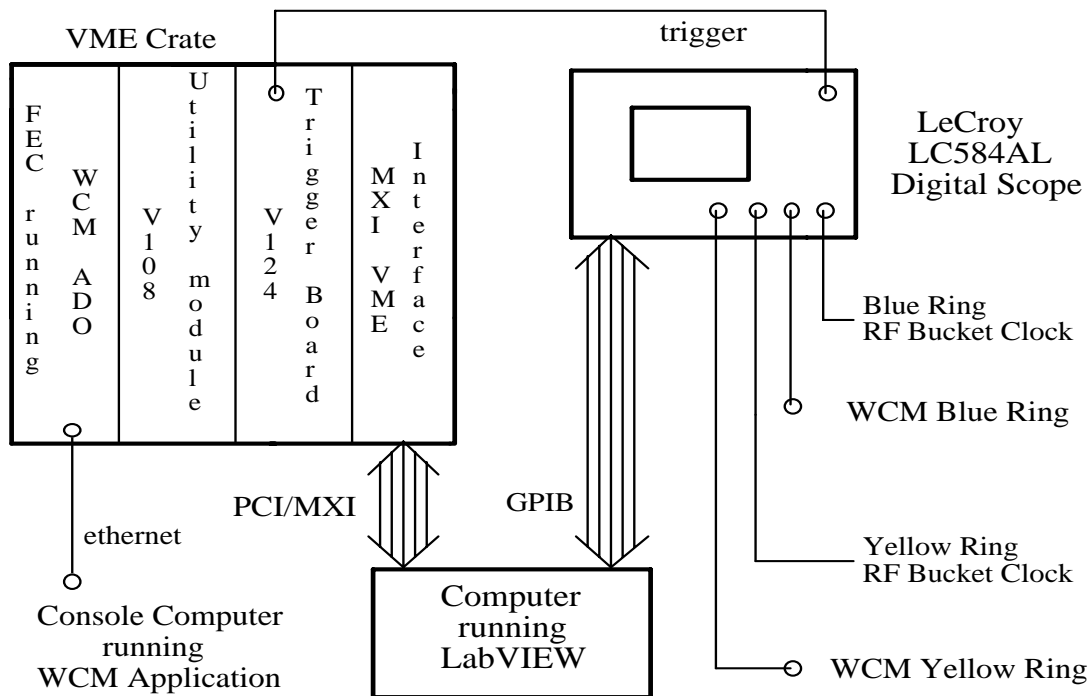 VME Crate
trigger
FEC running
WCM ADO
V108
Utility module
V124
Trigger Board
MXI VME
Interface
LeCroy
LC584AL
Digital Scope
Blue Ring
RF Bucket Clock
WCM Blue Ring
PCI/MXI
GPIB
ethernet
Yellow Ring
RF Bucket Clock
Console Computer
running
WCM Application
Computer
running
LabVIEW
WCM Yellow Ring